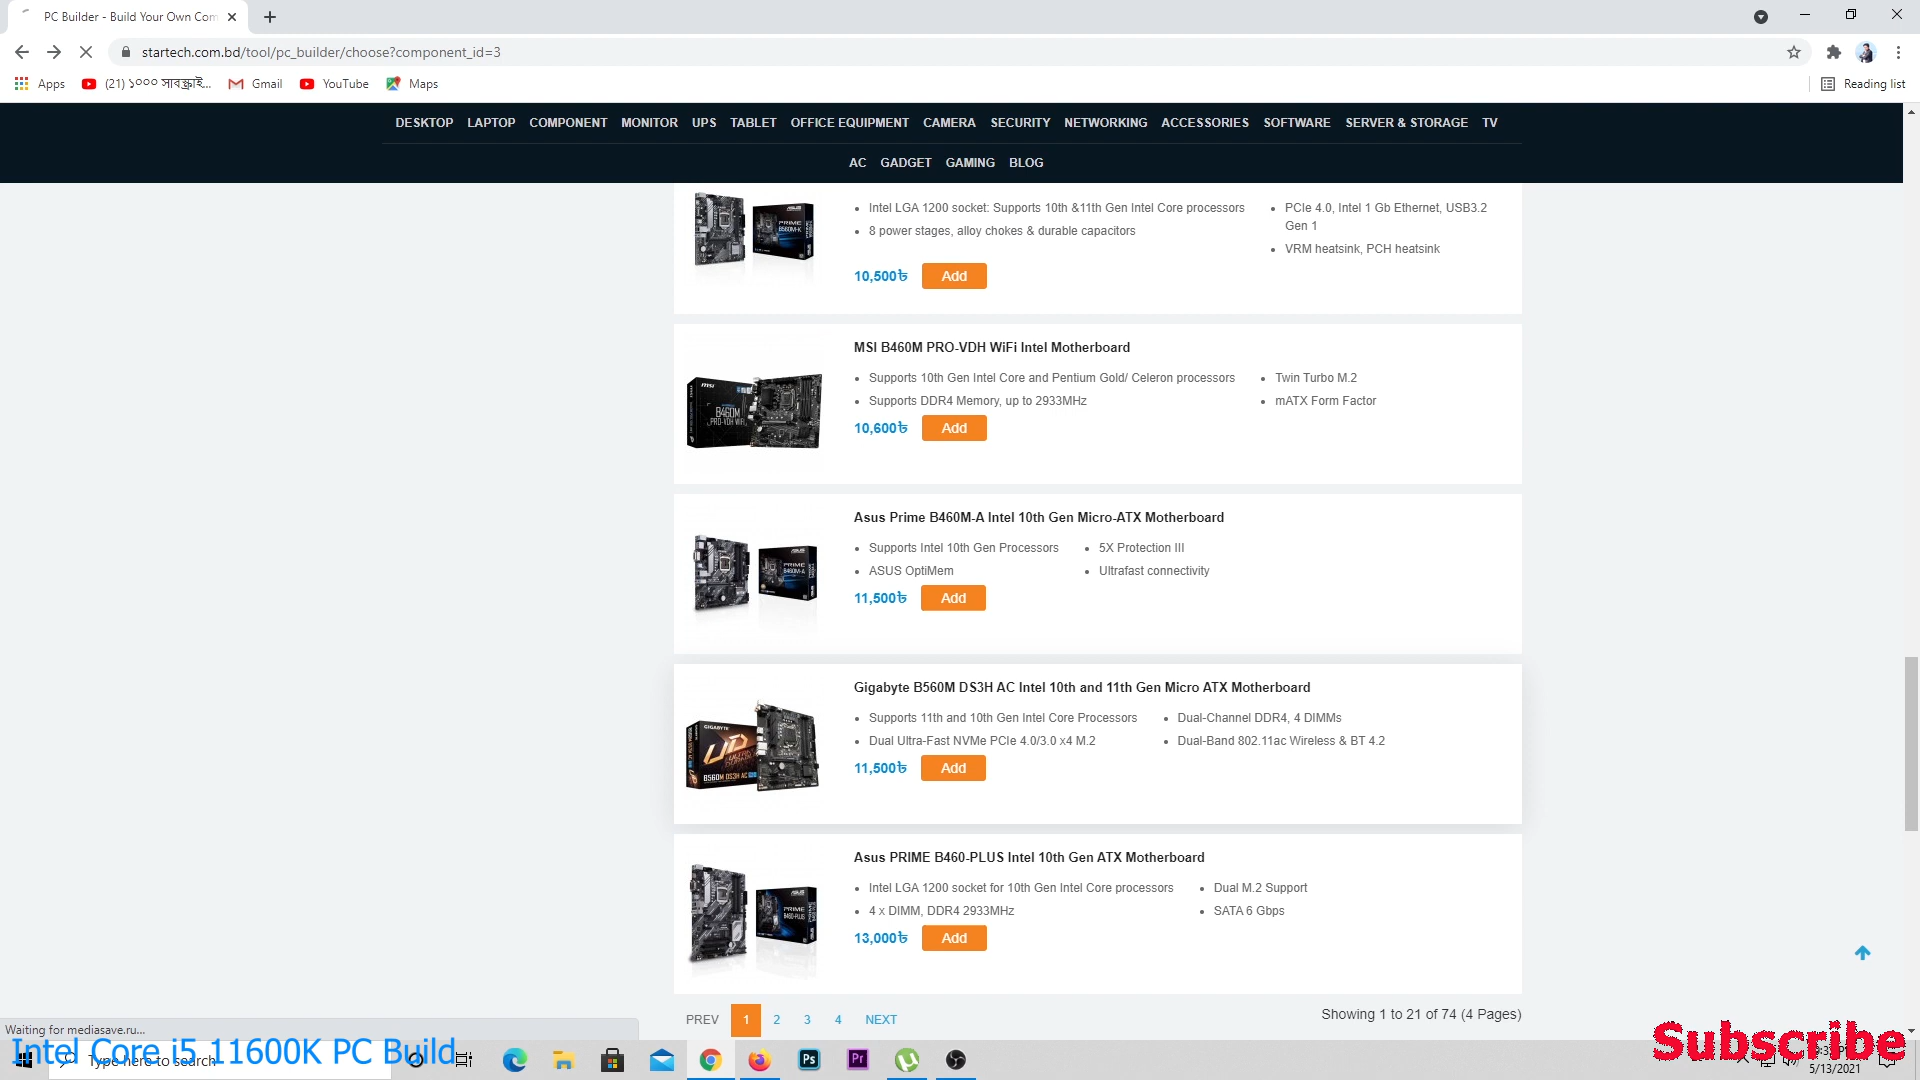 PC Builder - Build Your Own Com
startech.com.bd/tool/pc_builder/choose?component_id=3
Apps
(21) ১০০০ সাবস্ক্রাই...
Gmail
YouTube
Maps
Reading list
DESKTOP LAPTOP COMPONENT MONITOR UPS TABLET OFFICE EQUIPMENT CAMERA SECURITY NETWORKING ACCESSORIES SOFTWARE SERVER & STORAGE TV
AC GADGET GAMING BLOG
Intel LGA 1200 socket: Supports 10th &11th Gen Intel Core processors
8 power stages, alloy chokes & durable capacitors
PCIe 4.0, Intel 1 Gb Ethernet, USB3.2
Gen 1
VRM heatsink, PCH heatsink
10,500৳ Add
MSI B460M PRO-VDH WiFi Intel Motherboard
Supports 10th Gen Intel Core and Pentium Gold/ Celeron processors
Supports DDR4 Memory, up to 2933MHz
Twin Turbo M.2
mATX Form Factor
10,600৳ Add
Asus Prime B460M-A Intel 10th Gen Micro-ATX Motherboard
Supports Intel 10th Gen Processors
ASUS OptiMem
5X Protection III
Ultrafast connectivity
11,500৳ Add
Gigabyte B560M DS3H AC Intel 10th and 11th Gen Micro ATX Motherboard
Supports 11th and 10th Gen Intel Core Processors
Dual Ultra-Fast NVMe PCIe 4.0/3.0 x4 M.2
Dual-Channel DDR4, 4 DIMMs
Dual-Band 802.11ac Wireless & BT 4.2
11,500৳ Add
Asus PRIME B460-PLUS Intel 10th Gen ATX Motherboard
Intel LGA 1200 socket for 10th Gen Intel Core processors
4 x DIMM, DDR4 2933MHz
Dual M.2 Support
SATA 6 Gbps
13,000৳ Add
PREV 1 2 3 4 NEXT
Showing 1 to 21 of 74 (4 Pages)
Waiting for mediasave.ru...
Intel Core i5 11600K PC Build
Type here to search
Subscribe
5/13/2021